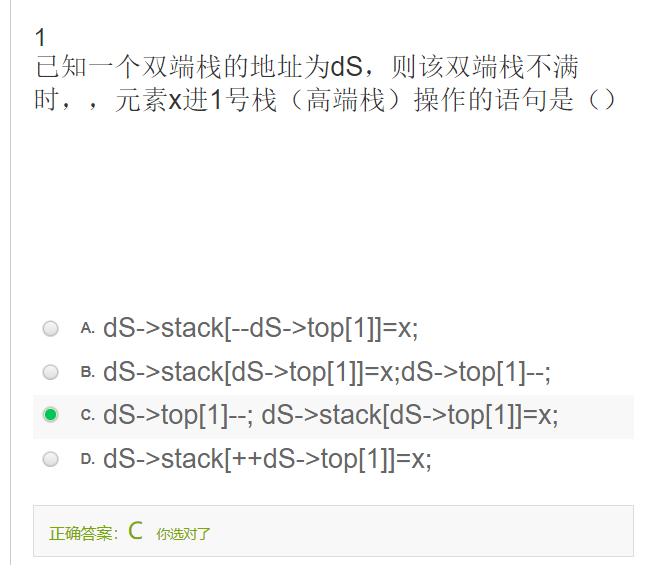 1
已知一个双端栈的地址为dS，则该双端栈不满
时，，元素x进1号栈（高端栈）操作的语句是（）
A. dS->stack[--dS->top[1]]=x;
B. dS->stack[dS->top[1]]=x;dS->top[1]--;
C. dS->top[1]--; dS->stack[dS->top[1]]=x;
D. dS->stack[++dS->top[1]]=x;
正确答案：C 你选对了